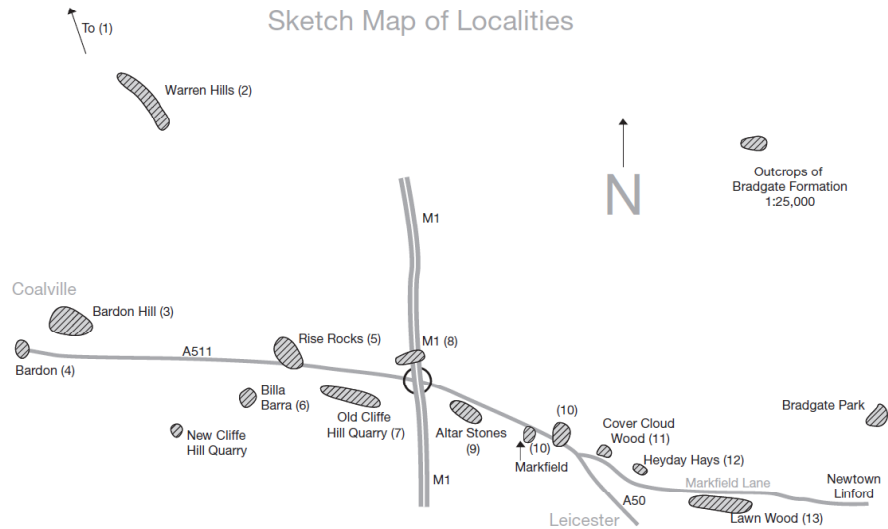 Sketch Map of Localities
To (1)
Warren Hills (2)
N
Outcrops of
Bradgate Formation
1:25,000
M1
Coalville
Bardon Hill (3)
A511
Rise Rocks (5)
M1 (8)
Bardon (4)
Billa
Barra (6)
Old Cliffe
Hill Quarry (7)
New Cliffe
Hill Quarry
Altar Stones
(9)
(10)
Markfield
(10)
Cover Cloud
Wood (11)
Heyday Hays (12)
Bradgate Park
Markfield Lane
Newtown
Linford
M1
A50
Leicester
Lawn Wood (13)